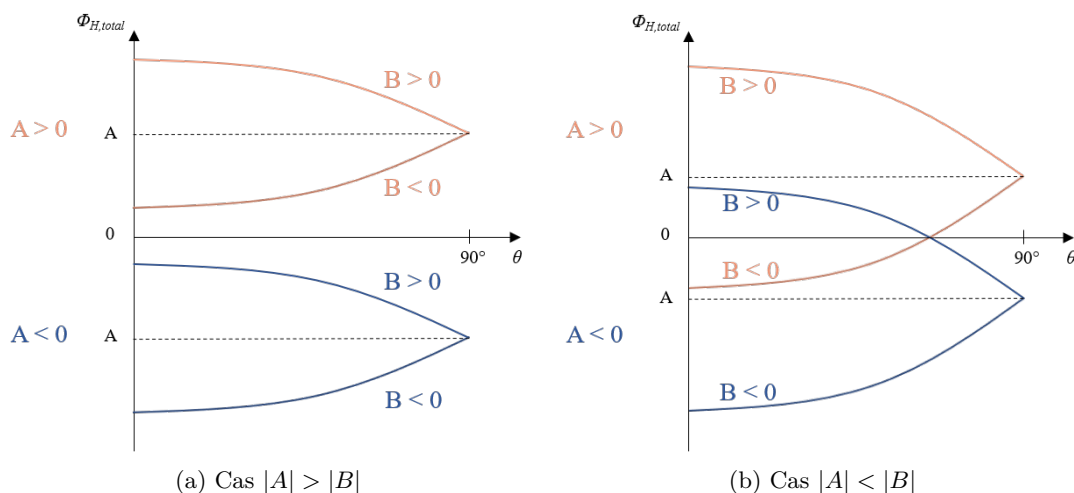 Φ_{H,total}
B > 0
A > 0
A
B < 0
0
90°
θ
B > 0
A < 0
A
B < 0
(a) Cas |A| > |B|
Φ_{H,total}
B > 0
A > 0
A
B > 0
0
90°
θ
B < 0
A
A < 0
B < 0
(b) Cas |A| < |B|